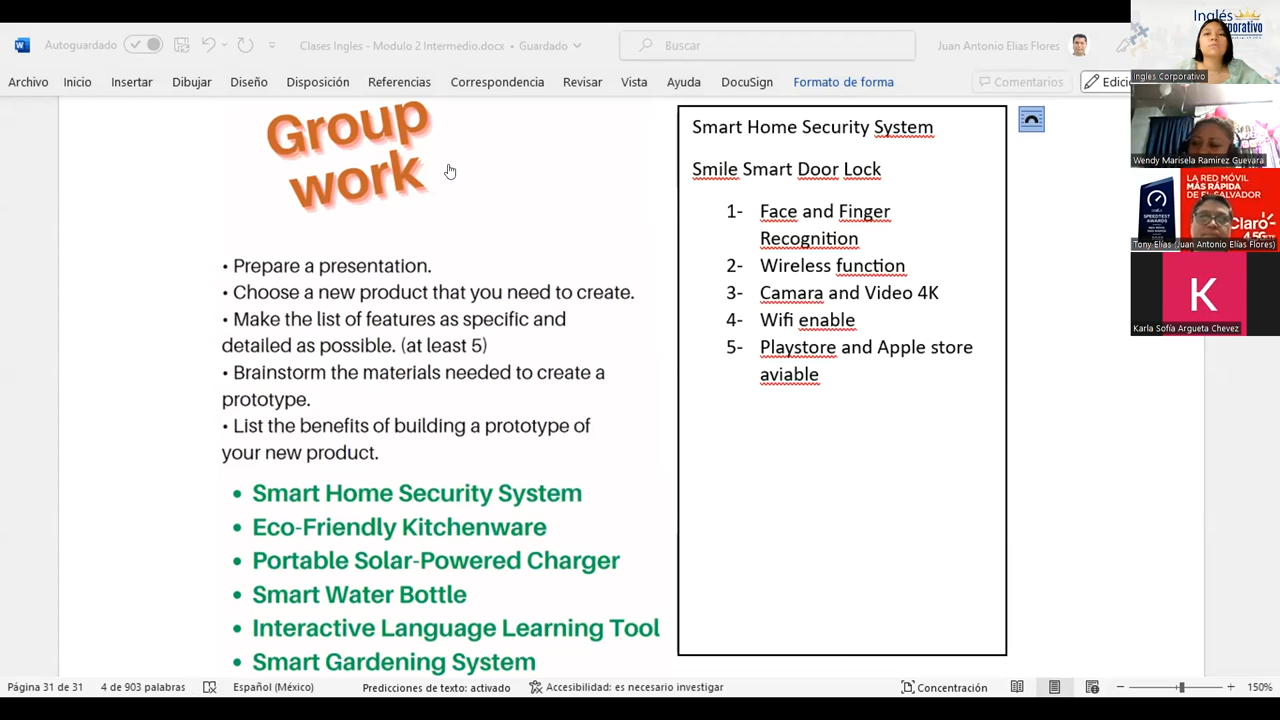 Autoguardado
Clases Ingles - Modulo 2 Intermedio.docx • Guardado
Buscar
Juan Antonio Elias Flores
Archivo Inicio Insertar Dibujar Diseño Disposición Referencias Correspondencia Revisar Vista Ayuda DocuSign Formato de forma Comentarios Edici
Group
work
• Prepare a presentation.
• Choose a new product that you need to create.
• Make the list of features as specific and
detailed as possible. (at least 5)
• Brainstorm the materials needed to create a
prototype.
• List the benefits of building a prototype of
your new product.
• Smart Home Security System
• Eco-Friendly Kitchenware
• Portable Solar-Powered Charger
• Smart Water Bottle
• Interactive Language Learning Tool
• Smart Gardening System
Smart Home Security System
Smile Smart Door Lock
1- Face and Finger
Recognition
2- Wireless function
3- Camara and Video 4K
4- Wifi enable
5- Playstore and Apple store
aviable
Inglés
Ingles Corporativo
Wendy Marisela Ramirez Guevara
LA RED MÓVIL
MÁS RÁPIDA
SPEEDTEST
AWARDS
Claro
Tony Elías (Juan Antonio Elías Flores)
K
Karla Sofía Argueta Chevez
Página 31 de 31 4 de 903 palabras Español (México) Predicciones de texto: activado Accesibilidad: es necesario investigar Concentración 150%